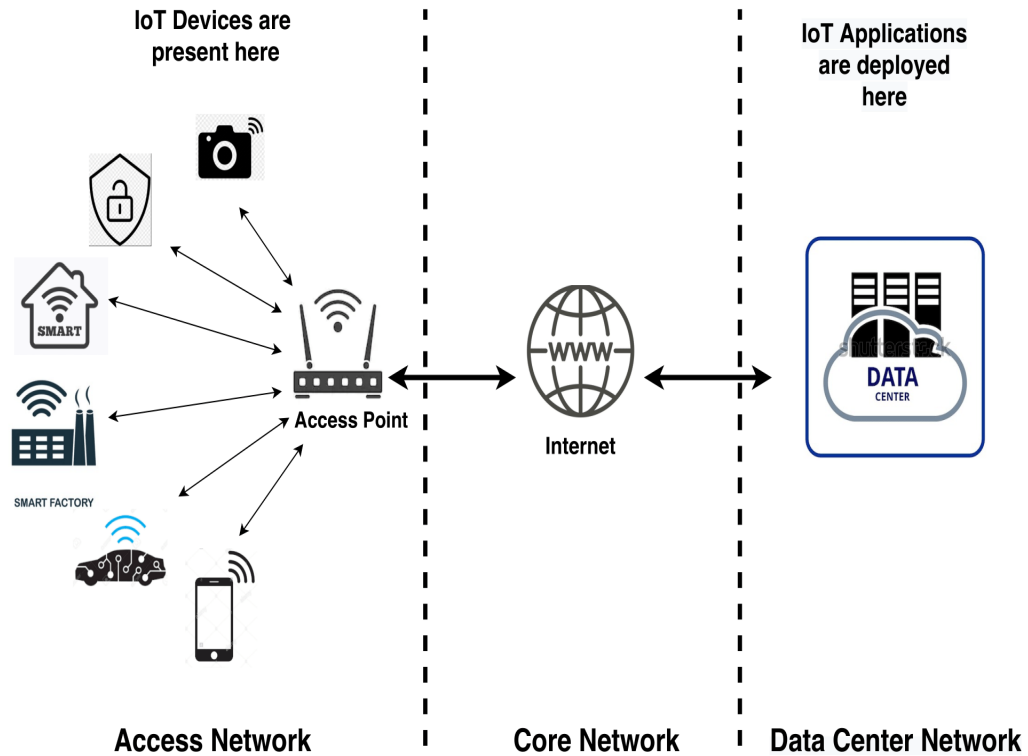 IoT Devices are
present here
IoT Applications
are deployed
here
SMART
SMART FACTORY
Access Point
WWW
Internet
shutterstock
DATA
CENTER
Access Network
Core Network
Data Center Network